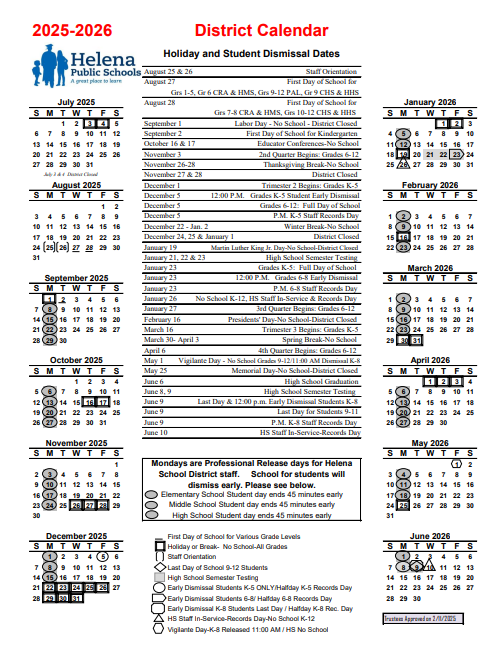 2025-2026 District Calendar
Helena
Public Schools
A great place to learn
Holiday and Student Dismissal Dates
August 25 & 26 Staff Orientation
August 27 First Day of School for
Grs 1-5, Gr 6 CRA & HMS, Grs 9-12 PAL, Gr 9 CHS & HHS
August 28 First Day of School for
Grs 7-8 CRA & HMS, Grs 10-12 CHS & HHS
September 1 Labor Day - No School - District Closed
September 2 First Day of School for Kindergarten
October 16 & 17 Educator Conferences-No School
November 3 2nd Quarter Begins: Grades 6-12
November 26-28 Thanksgiving Break-No School
November 27 & 28 District Closed
December 1 Trimester 2 Begins: Grades K-5
December 5 12:00 P.M. Grades K-5 Student Early Dismissal
December 5 Grades 6-12: Full Day of School
December 5 P.M. K-5 Staff Records Day
December 22 - Jan. 2 Winter Break-No School
December 24, 25 & January 1 District Closed
January 19 Martin Luther King Jr. Day-No School-District Closed
January 21, 22 & 23 High School Semester Testing
January 23 Grades K-5: Full Day of School
January 23 12:00 P.M. Grades 6-8 Early Dismissal
January 23 P.M. 6-8 Staff Records Day
January 26 No School K-12, HS Staff In-Service & Records Day
January 27 3rd Quarter Begins: Grades 6-12
February 16 Presidents' Day-No School-District Closed
March 16 Trimester 3 Begins: Grades K-5
March 30- April 3 Spring Break-No School
April 6 4th Quarter Begins: Grades 6-12
May 1 Vigilante Day - No School Grades 9-12/11:00 AM Dismissal K-8
May 25 Memorial Day-No School-District Closed
June 6 High School Graduation
June 8, 9 High School Semester Testing
June 9 Last Day & 12:00 p.m. Early Dismissal Students K-8
June 9 Last Day for Students 9-11
June 9 P.M. K-8 Staff Records Day
June 10 HS Staff In-Service-Records Day
Mondays are Professional Release days for Helena
School District staff. School for students will
dismiss early. Please see below.
Elementary School Student day ends 45 minutes early
Middle School Student day ends 45 minutes early
High School Student day ends 45 minutes early
First Day of School for Various Grade Levels
Holiday or Break- No School-All Grades
Staff Orientation
Last Day of School 9-12 Students
High School Semester Testing
Early Dismissal Students K-5 ONLY/Halfday K-5 Records Day
Early Dismissal Students 6-8/ Halfday 6-8 Records Day
Early Dismissal K-8 Students Last Day / Halfday K-8 Rec. Day
HS Staff In-Service-Records Day-No School K-12
Vigilante Day-K-8 Released 11:00 AM / HS No School
July 2025
S M T W T F S
1 2 3 4 5
6 7 8 9 10 11 12
13 14 15 16 17 18 19
20 21 22 23 24 25 26
27 28 29 30 31
July 3 & 4 District Closed
August 2025
S M T W T F S
1 2
3 4 5 6 7 8 9
10 11 12 13 14 15 16
17 18 19 20 21 22 23
24 25 26 27 28 29 30
31
September 2025
S M T W T F S
1 2 3 4 5 6
7 8 9 10 11 12 13
14 15 16 17 18 19 20
21 22 23 24 25 26 27
28 29 30
October 2025
S M T W T F S
1 2 3 4
5 6 7 8 9 10 11
12 13 14 15 16 17 18
19 20 21 22 23 24 25
26 27 28 29 30 31
November 2025
S M T W T F S
1
2 3 4 5 6 7 8
9 10 11 12 13 14 15
16 17 18 19 20 21 22
23 24 25 26 27 28 29
30
December 2025
S M T W T F S
1 2 3 4 5 6
7 8 9 10 11 12 13
14 15 16 17 18 19 20
21 22 23 24 25 26 27
28 29 30 31
January 2026
S M T W T F S
1 2 3
4 5 6 7 8 9 10
11 12 13 14 15 16 17
18 19 20 21 22 23 24
25 26 27 28 29 30 31
February 2026
S M T W T F S
1 2 3 4 5 6 7
8 9 10 11 12 13 14
15 16 17 18 19 20 21
22 23 24 25 26 27 28
March 2026
S M T W T F S
1 2 3 4 5 6 7
8 9 10 11 12 13 14
15 16 17 18 19 20 21
22 23 24 25 26 27 28
29 30 31
April 2026
S M T W T F S
1 2 3 4
5 6 7 8 9 10 11
12 13 14 15 16 17 18
19 20 21 22 23 24 25
26 27 28 29 30
May 2026
S M T W T F S
1 2
3 4 5 6 7 8 9
10 11 12 13 14 15 16
17 18 19 20 21 22 23
24 25 26 27 28 29 30
31
June 2026
S M T W T F S
1 2 3 4 5 6
7 8 9 10 11 12 13
14 15 16 17 18 19 20
21 22 23 24 25 26 27
28 29 30
Trustees Approved on 2/11/2025